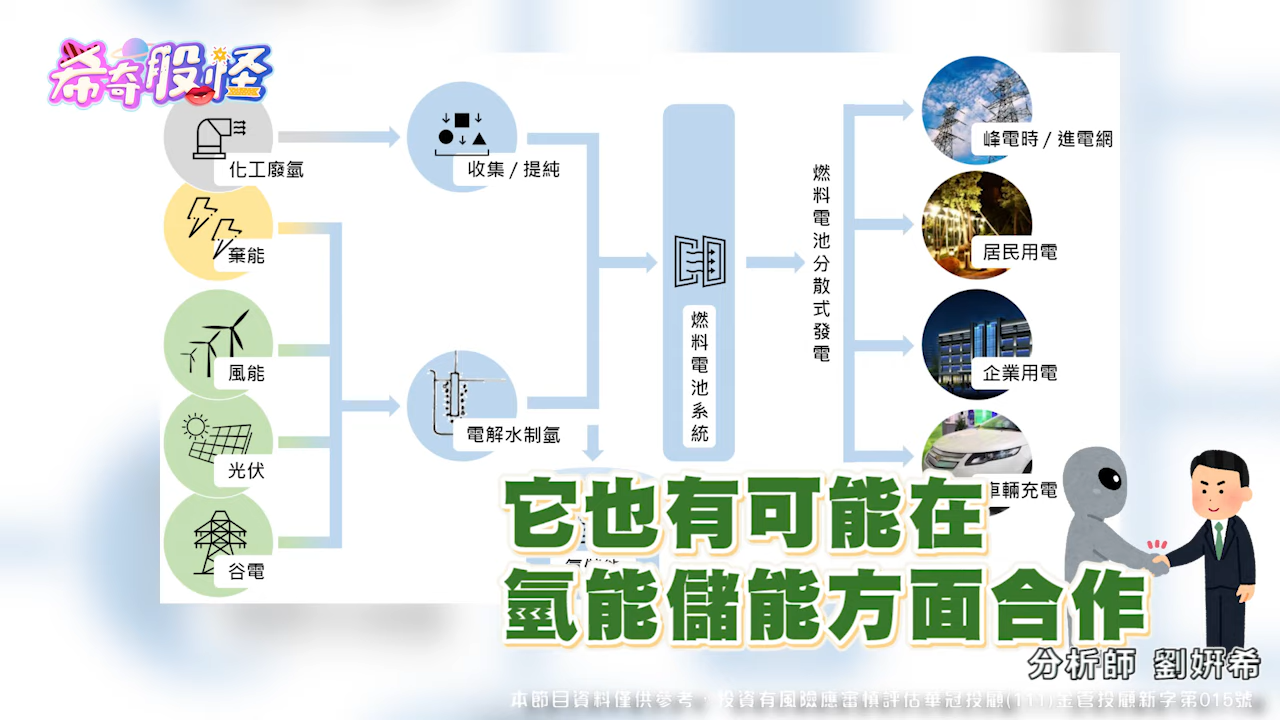 希奇股怪
化工廢氫
收集 / 提純
峰電時 / 進電網
棄能
居民用電
燃料電池系統
燃料電池分散式發電
風能
企業用電
電解水制氫
光伏
車輛充電
谷電
它也有可能在
氫能儲能方面合作
分析師 劉妍希
本節目資料僅供參考，投資有風險應審慎評估華冠投顧(111)金管投顧新字第015號